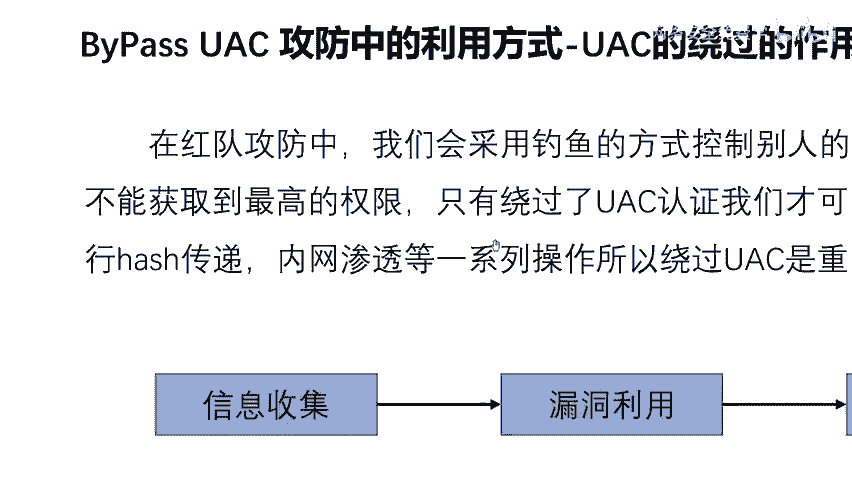 ByPass UAC 攻防中的利用方式-UAC的绕过的作用
在红队攻防中，我们会采用钓鱼的方式控制别人的
不能获取到最高的权限，只有绕过了UAC认证我们才可
行hash传递，内网渗透等一系列操作所以绕过UAC是重
信息收集
漏洞利用